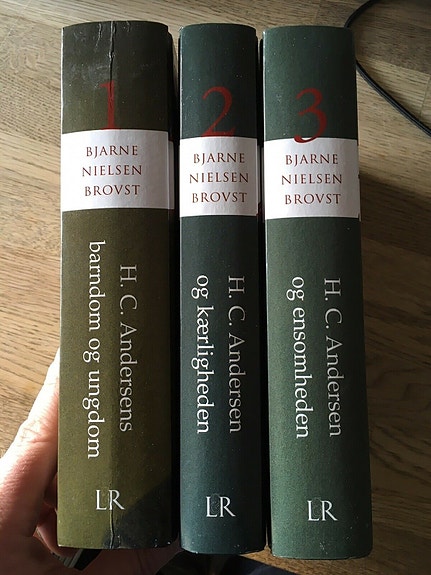 1
BJARNE
NIELSEN
BROVST
H. C. Andersens
barndom og ungdom
LR
2
BJARNE
NIELSEN
BROVST
H. C. Andersen
og kærligheden
LR
3
BJARNE
NIELSEN
BROVST
H. C. Andersen
og ensomheden
LR